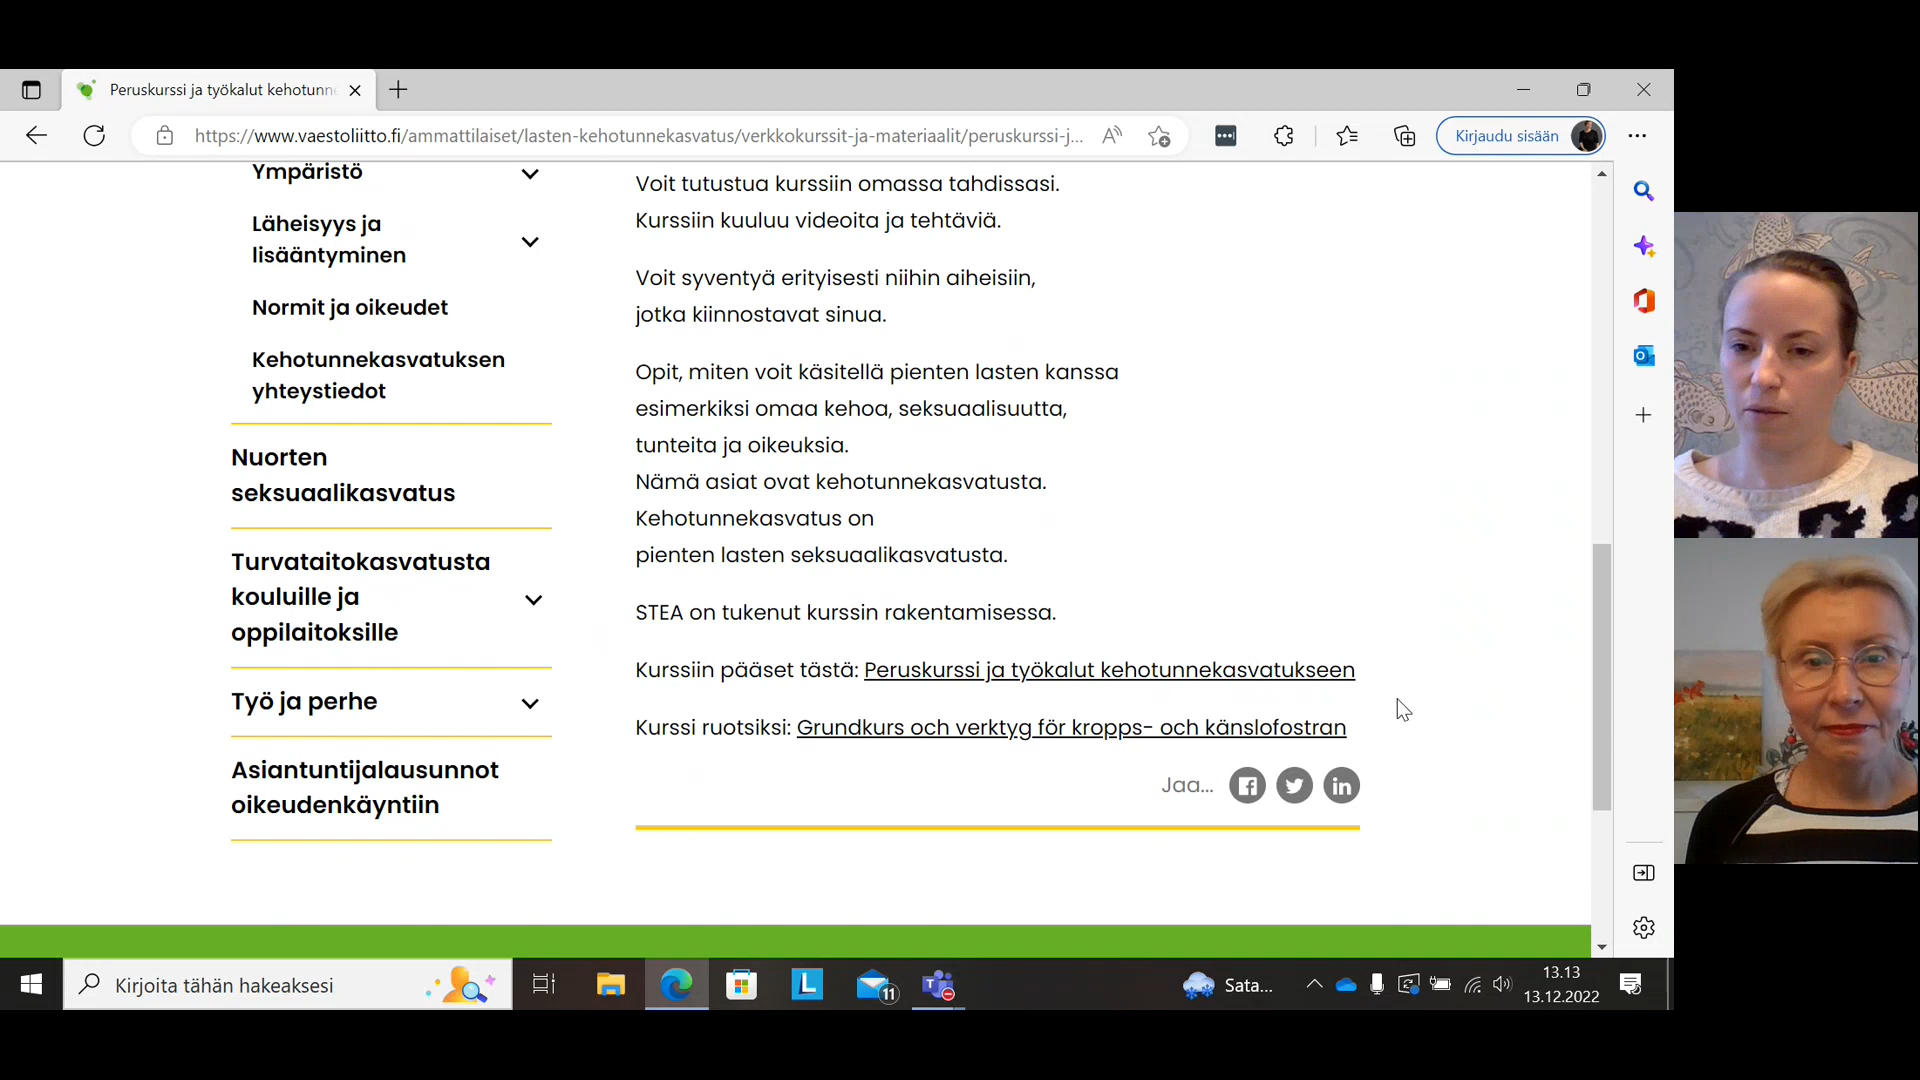 Peruskurssi ja työkalut kehotunn
https://www.vaestoliitto.fi/ammattilaiset/lasten-kehotunnekasvatus/verkkokurssit-ja-materiaalit/peruskurssi-j...
Kirjaudu sisään
Ympäristö
Läheisyys ja
lisääntyminen
Normit ja oikeudet
Kehotunnekasvatuksen
yhteystiedot
Nuorten
seksuaalikasvatus
Turvataitokasvatusta
kouluille ja
oppilaitoksille
Työ ja perhe
Asiantuntijalausunnot
oikeudenkäyntiin
Voit tutustua kurssiin omassa tahdissasi.
Kurssiin kuuluu videoita ja tehtäviä.
Voit syventyä erityisesti niihin aiheisiin,
jotka kiinnostavat sinua.
Opit, miten voit käsitellä pienten lasten kanssa
esimerkiksi omaa kehoa, seksuaalisuutta,
tunteita ja oikeuksia.
Nämä asiat ovat kehotunnekasvatusta.
Kehotunnekasvatus on
pienten lasten seksuaalikasvatusta.
STEA on tukenut kurssin rakentamisessa.
Kurssiin pääset tästä: Peruskurssi ja työkalut kehotunnekasvatukseen
Kurssi ruotsiksi: Grundkurs och verktyg för kropps- och känslofostran
Jaa...
Kirjoita tähän hakeaksesi
11
Sata...
13.13
13.12.2022